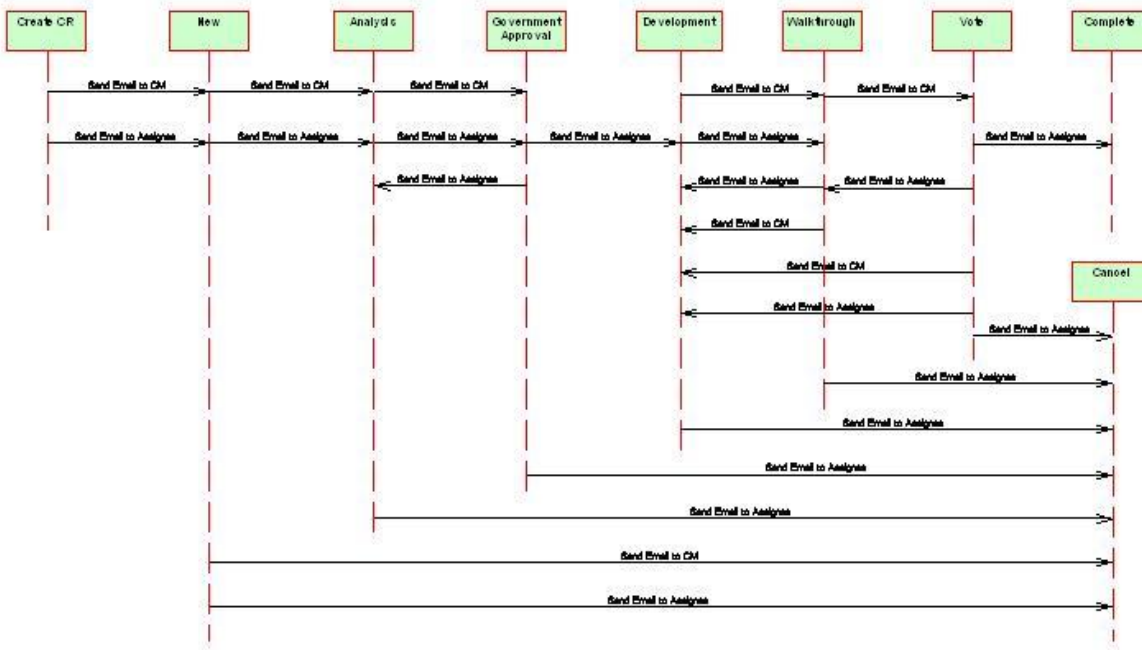 Create CR
New
Analysis
Government
Approval
Development
Walkthrough
Vote
Complete
Send Email to CM
Send Email to CM
Send Email to CM
Send Email to CM
Send Email to CM
Send Email to Assignee
Send Email to Assignee
Send Email to Assignee
Send Email to Assignee
Send Email to Assignee
Send Email to Assignee
Send Email to Assignee
Send Email to Assignee
Send Email to Assignee
Send Email to CM
Send Email to CM
Cancel
Send Email to Assignee
Send Email to Assignee
Send Email to Assignee
Send Email to Assignee
Send Email to Assignee
Send Email to Assignee
Send Email to CM
Send Email to Assignee